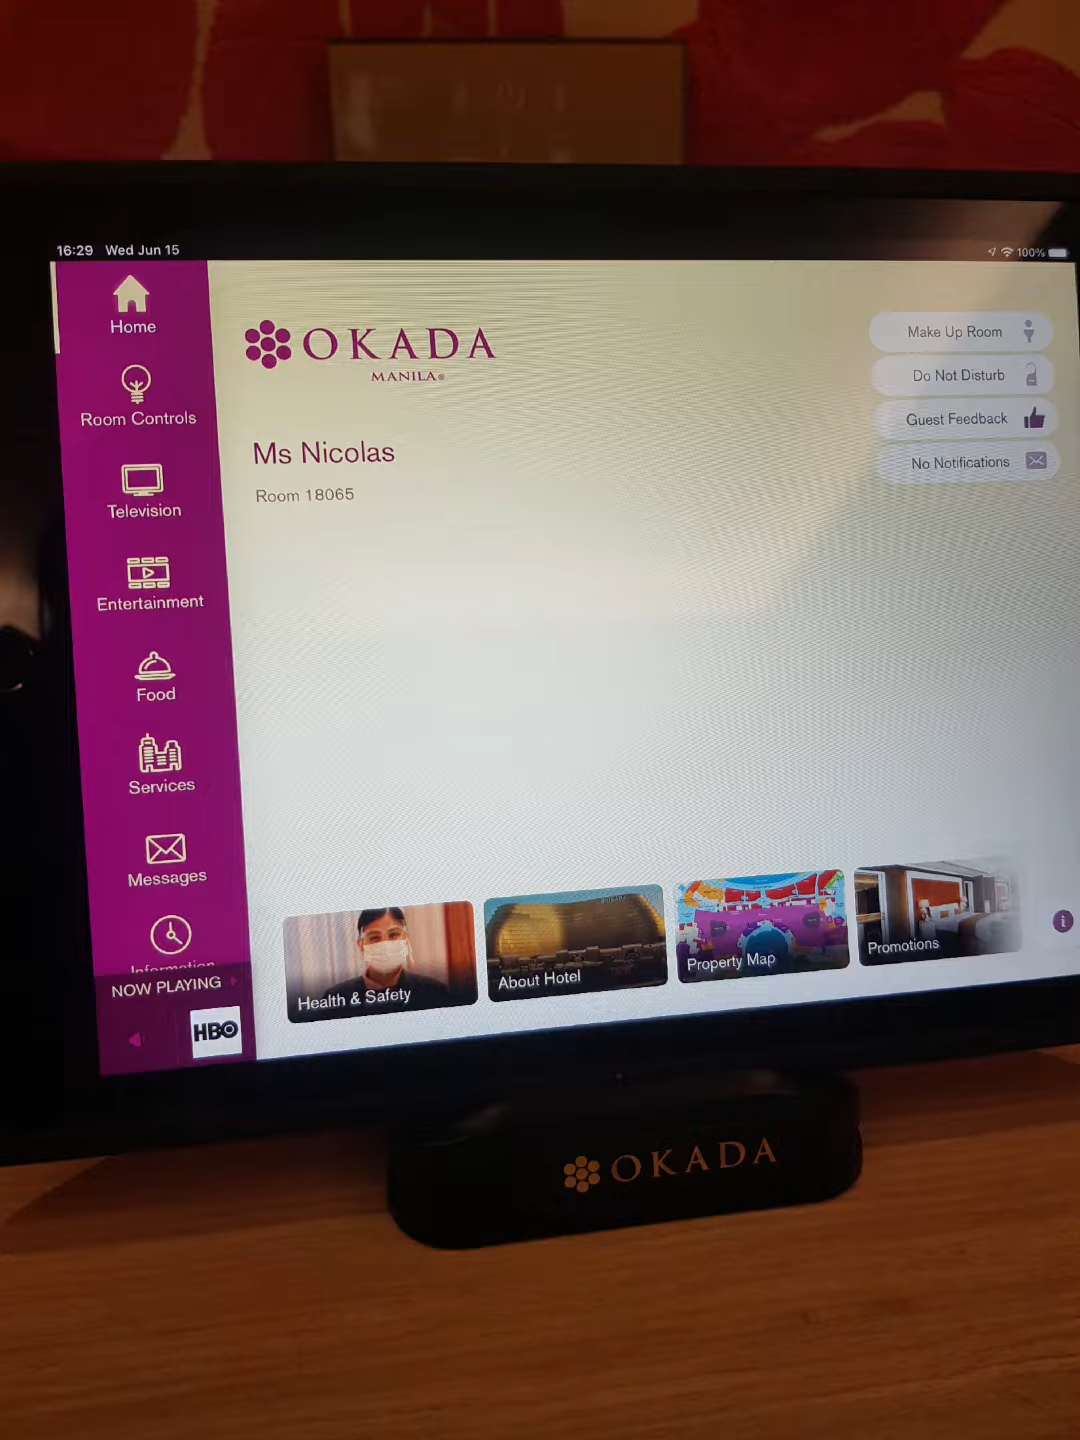 16:29 Wed Jun 15
100%
Home
Room Controls
Television
Entertainment
Food
Services
Messages
Information
NOW PLAYING
HBO
OKADA
MANILA®
Ms Nicolas
Room 18065
Make Up Room
Do Not Disturb
Guest Feedback
No Notifications
Health & Safety
About Hotel
Property Map
Promotions
i
OKADA